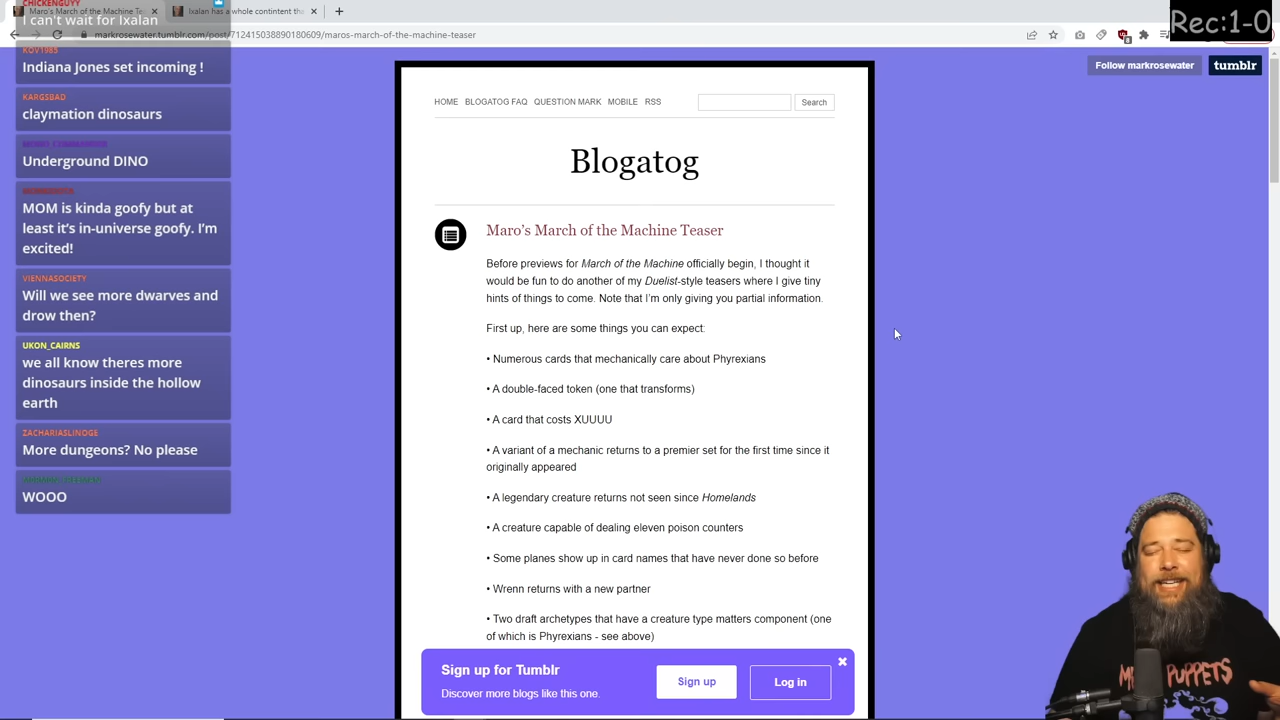 CHICKENGUY
I can't wait for Ixalan
KOV1985
Indiana Jones set incoming !
KARGSBAD
claymation dinosaurs
Underground DINO
MOM is kinda goofy but at
least it's in-universe goofy. I'm
excited!
VIENNASOCIETY
Will we see more dwarves and
drow then?
UKON_CAIRNS
we all know theres more
dinosaurs inside the hollow
earth
ZACHARIASLINOGE
More dungeons? No please
WOOO
Maro's March of the Machine Te
Ixalan has a whole contintent th
markrosewater.tumblr.com/post/712415038890180609/maros-march-of-the-machine-teaser
Rec:1-0
Follow markrosewater
tumblr
HOME BLOGATOG FAQ QUESTION MARK MOBILE RSS
Search
Blogatog
Maro's March of the Machine Teaser
Before previews for March of the Machine officially begin, I thought it
would be fun to do another of my Duelist-style teasers where I give tiny
hints of things to come. Note that I'm only giving you partial information.
First up, here are some things you can expect:
• Numerous cards that mechanically care about Phyrexians
• A double-faced token (one that transforms)
• A card that costs XUUUU
• A variant of a mechanic returns to a premier set for the first time since it
originally appeared
• A legendary creature returns not seen since Homelands
• A creature capable of dealing eleven poison counters
• Some planes show up in card names that have never done so before
• Wrenn returns with a new partner
• Two draft archetypes that have a creature type matters component (one
of which is Phyrexians - see above)
Sign up for Tumblr
Discover more blogs like this one.
Sign up
Log in
PUPPETS